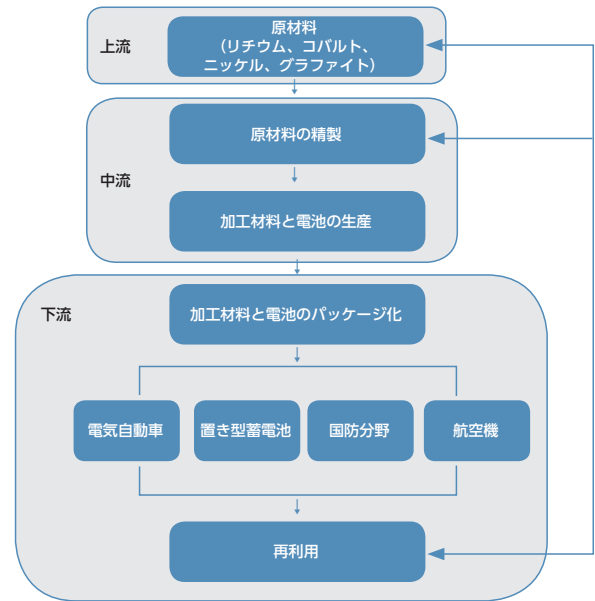 上流
原材料
（リチウム、コバルト、
ニッケル、グラファイト）
中流
原材料の精製
加工材料と電池の生産
下流
加工材料と電池のパッケージ化
電気自動車
置き型蓄電池
国防分野
航空機
再利用